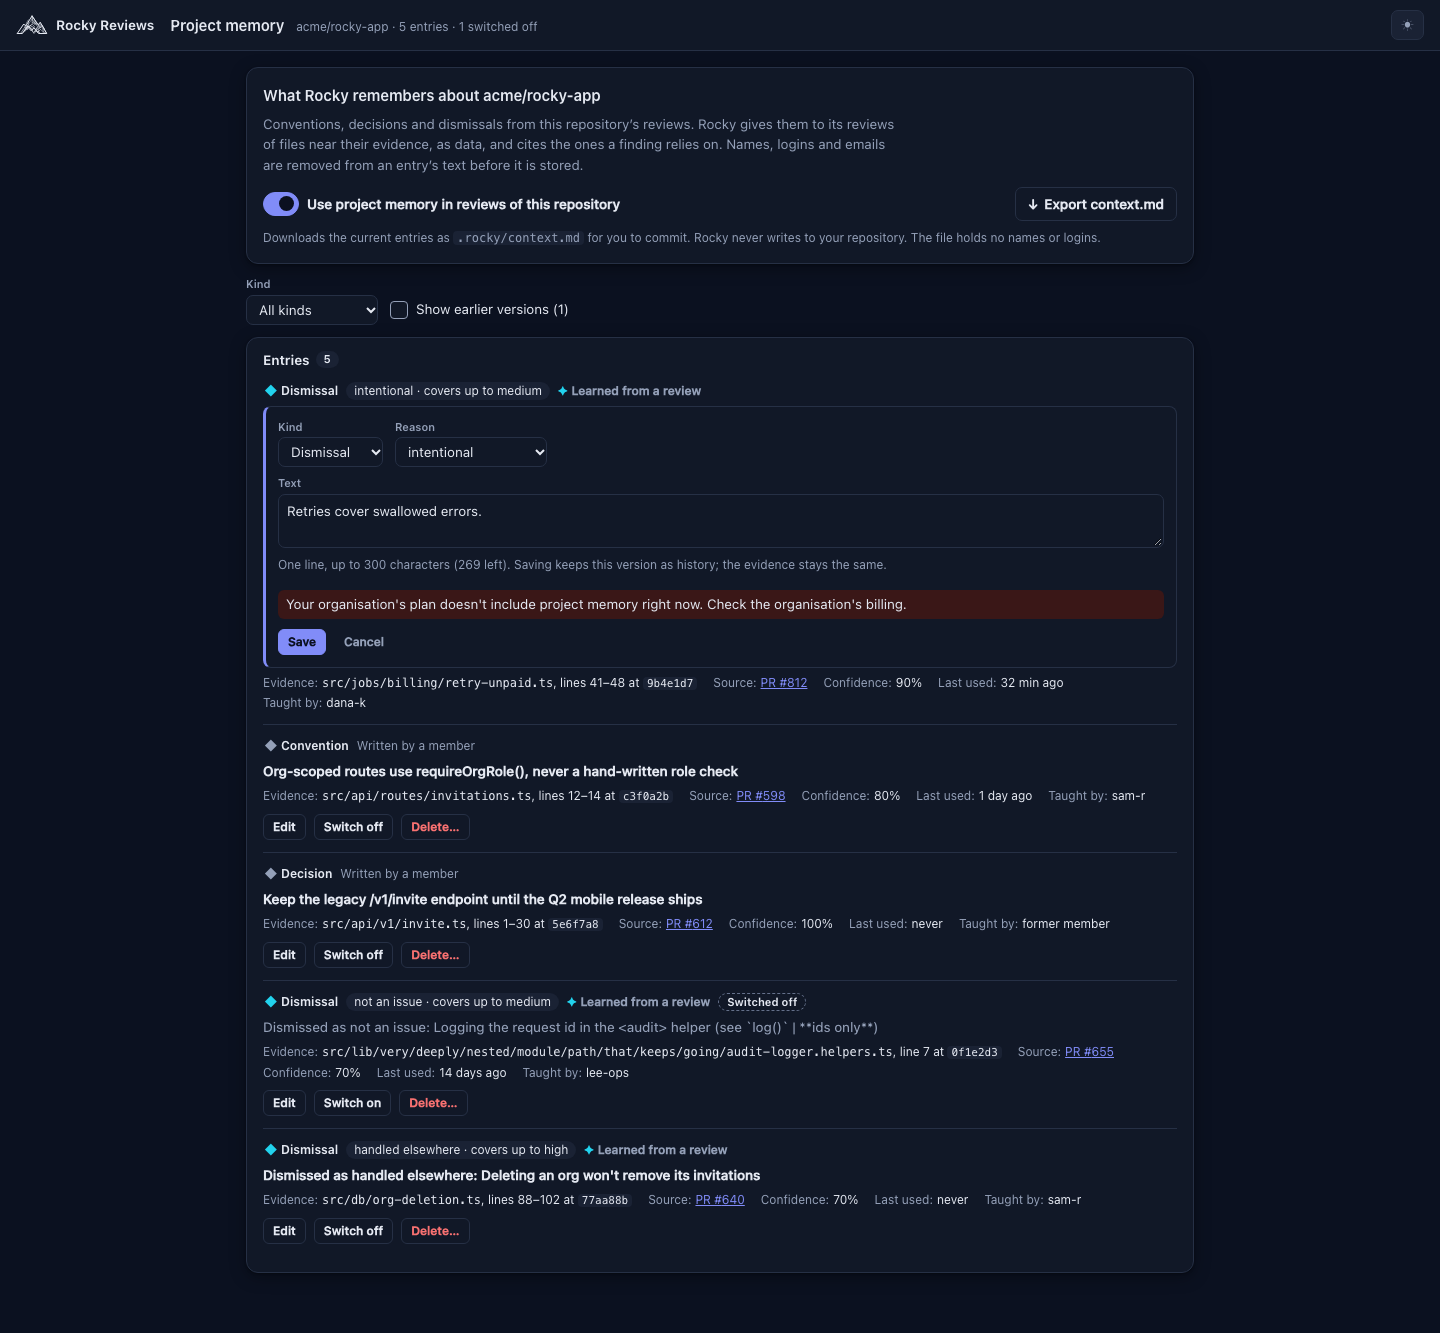 Rocky Reviews Project memory acme/rocky-app · 5 entries · 1 switched off
What Rocky remembers about acme/rocky-app
Conventions, decisions and dismissals from this repository’s reviews. Rocky gives them to its reviews
of files near their evidence, as data, and cites the ones a finding relies on. Names, logins and emails
are removed from an entry’s text before it is stored.
Use project memory in reviews of this repository
↓ Export context.md
Downloads the current entries as .rocky/context.md for you to commit. Rocky never writes to your repository. The file holds no names or logins.
Kind
All kinds
Show earlier versions (1)
Entries 5
Dismissal intentional · covers up to medium Learned from a review
Kind Reason
Dismissal intentional
Text
Retries cover swallowed errors.
One line, up to 300 characters (269 left). Saving keeps this version as history; the evidence stays the same.
Your organisation's plan doesn't include project memory right now. Check the organisation's billing.
Save Cancel
Evidence: src/jobs/billing/retry-unpaid.ts, lines 41–48 at 9b4e1d7 Source: PR #812 Confidence: 90% Last used: 32 min ago
Taught by: dana-k
Convention Written by a member
Org-scoped routes use requireOrgRole(), never a hand-written role check
Evidence: src/api/routes/invitations.ts, lines 12–14 at c3f0a2b Source: PR #598 Confidence: 80% Last used: 1 day ago Taught by: sam-r
Edit Switch off Delete…
Decision Written by a member
Keep the legacy /v1/invite endpoint until the Q2 mobile release ships
Evidence: src/api/v1/invite.ts, lines 1–30 at 5e6f7a8 Source: PR #612 Confidence: 100% Last used: never Taught by: former member
Edit Switch off Delete…
Dismissal not an issue · covers up to medium Learned from a review Switched off
Dismissed as not an issue: Logging the request id in the <audit> helper (see `log()` | **ids only**)
Evidence: src/lib/very/deeply/nested/module/path/that/keeps/going/audit-logger.helpers.ts, line 7 at 0f1e2d3 Source: PR #655
Confidence: 70% Last used: 14 days ago Taught by: lee-ops
Edit Switch on Delete…
Dismissal handled elsewhere · covers up to high Learned from a review
Dismissed as handled elsewhere: Deleting an org won't remove its invitations
Evidence: src/db/org-deletion.ts, lines 88–102 at 77aa88b Source: PR #640 Confidence: 70% Last used: never Taught by: sam-r
Edit Switch off Delete…